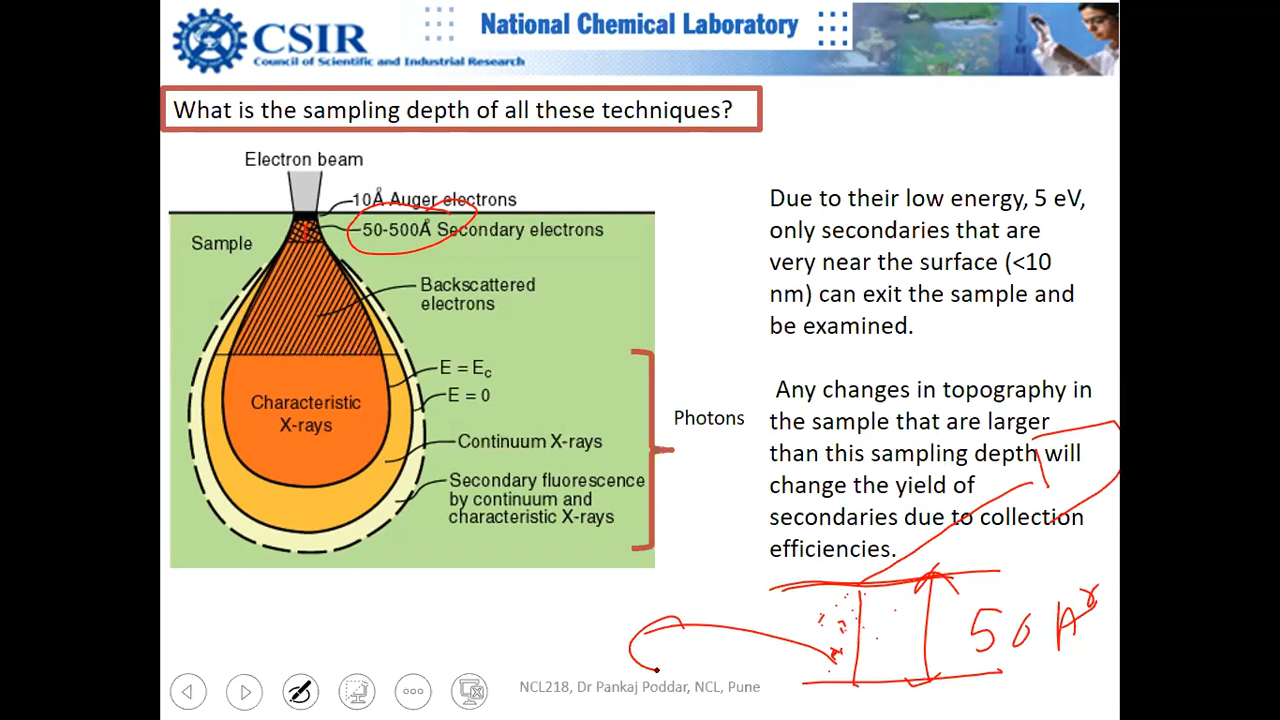 CSIR
Council of Scientific and Industrial Research
National Chemical Laboratory
What is the sampling depth of all these techniques?
Electron beam
10Å Auger electrons
50-500Å Secondary electrons
Sample
Backscattered
electrons
E = Ec
E = 0
Characteristic
X-rays
Continuum X-rays
Secondary fluorescence
by continuum and
characteristic X-rays
Photons
Due to their low energy, 5 eV,
only secondaries that are
very near the surface (<10
nm) can exit the sample and
be examined.
Any changes in topography in
the sample that are larger
than this sampling depth will
change the yield of
secondaries due to collection
efficiencies.
50 A°
NCL218, Dr Pankaj Poddar, NCL, Pune